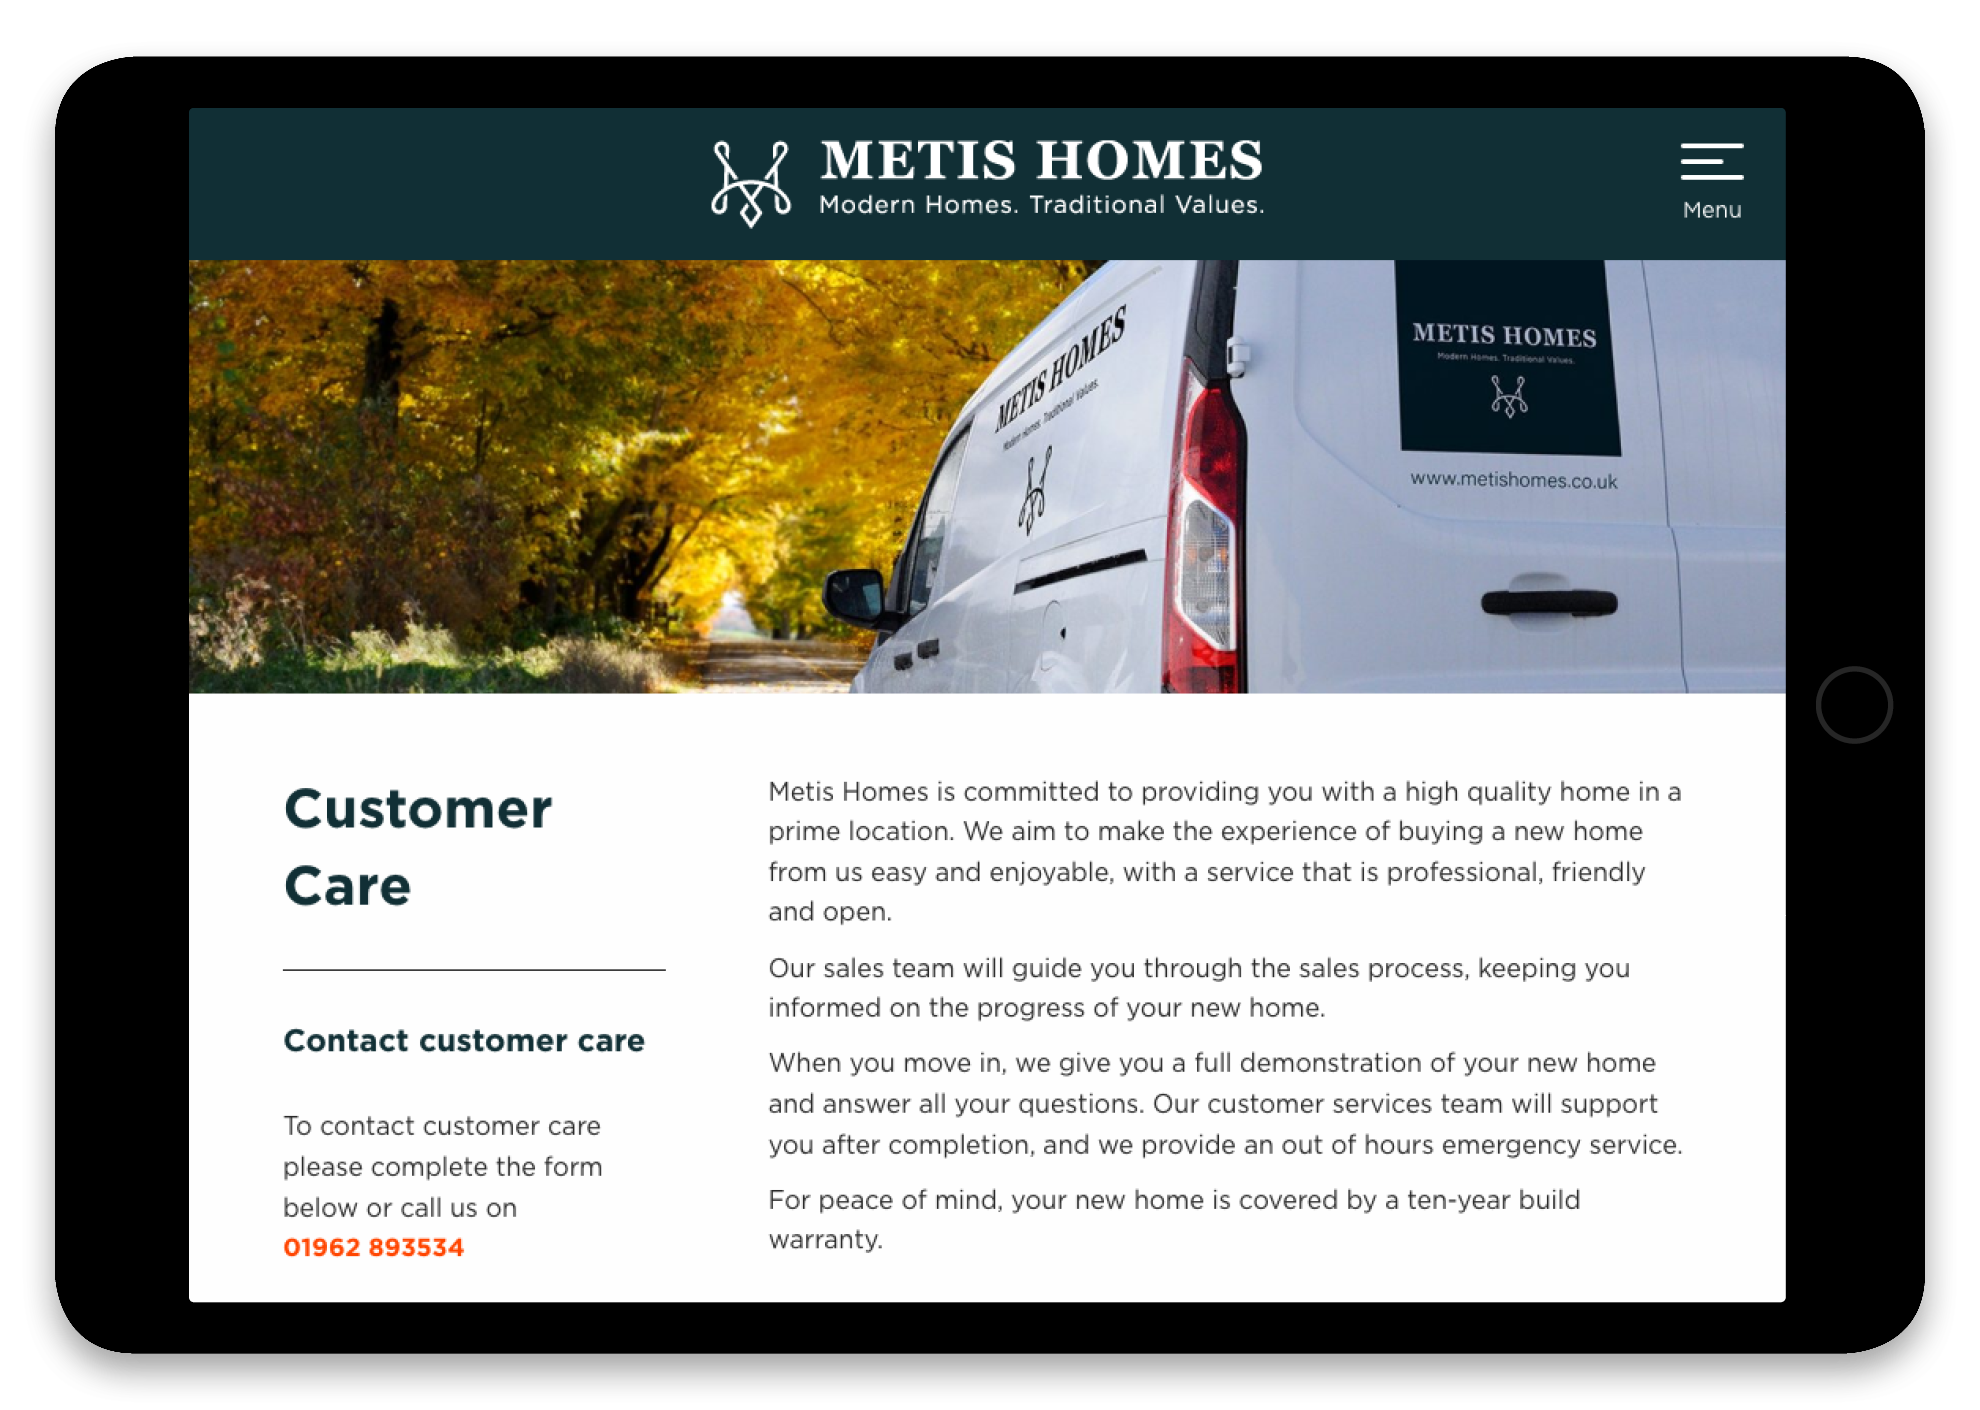 METIS HOMES
Modern Homes. Traditional Values.
Menu
METIS HOMES
Modern Homes. Traditional Values.
METIS HOMES
Modern Homes. Traditional Values.
www.metishomes.co.uk
Customer
Care
Contact customer care
To contact customer care
please complete the form
below or call us on
01962 893534
Metis Homes is committed to providing you with a high quality home in a
prime location. We aim to make the experience of buying a new home
from us easy and enjoyable, with a service that is professional, friendly
and open.
Our sales team will guide you through the sales process, keeping you
informed on the progress of your new home.
When you move in, we give you a full demonstration of your new home
and answer all your questions. Our customer services team will support
you after completion, and we provide an out of hours emergency service.
For peace of mind, your new home is covered by a ten-year build
warranty.